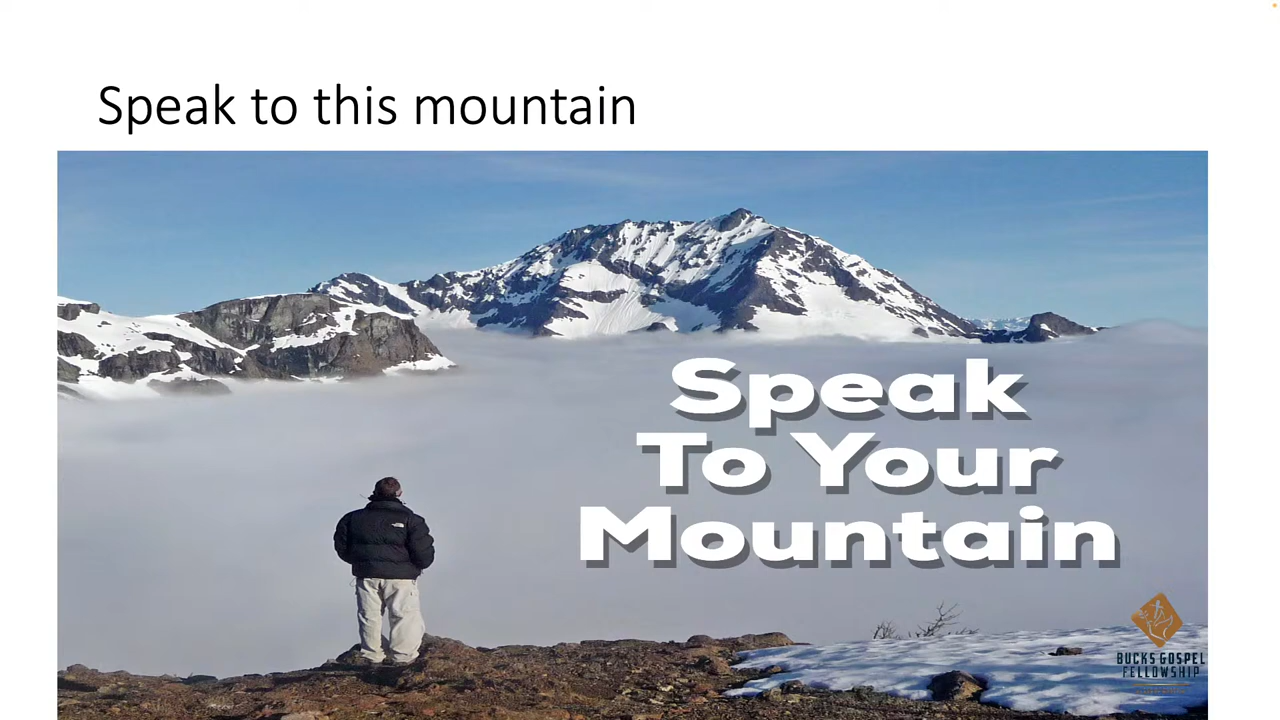 Speak to this mountain
Speak
To Your
Mountain
BUCKS GOSPEL
FELLOWSHIP